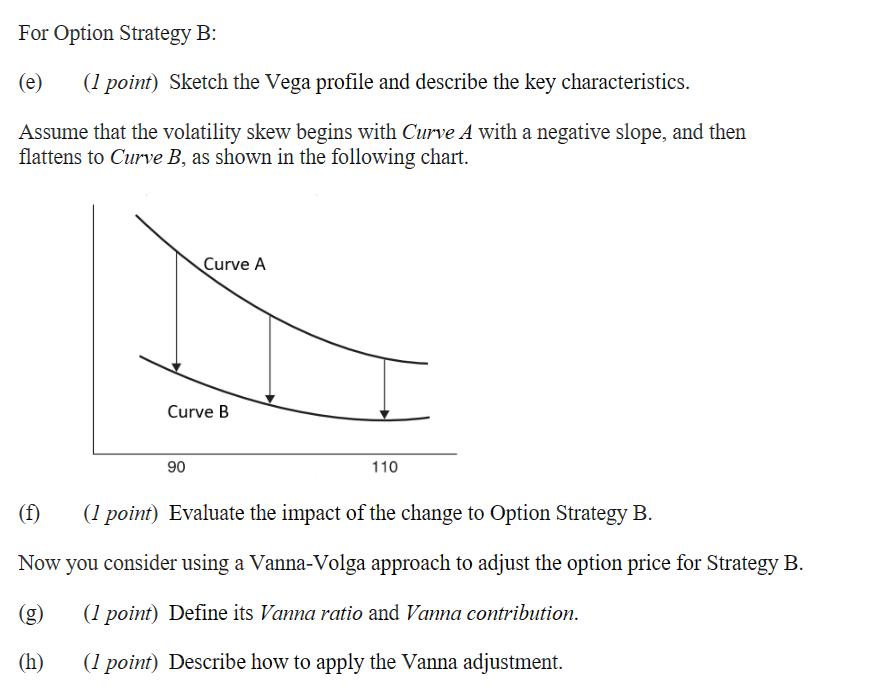 For Option Strategy B:
(e) (1 point) Sketch the Vega profile and describe the key characteristics.
Assume that the volatility skew begins with Curve A with a negative slope, and then
flattens to Curve B, as shown in the following chart.
Curve A
Curve B
90 110
(f) (1 point) Evaluate the impact of the change to Option Strategy B.
Now you consider using a Vanna-Volga approach to adjust the option price for Strategy B.
(g) (1 point) Define its Vanna ratio and Vanna contribution.
(h) (1 point) Describe how to apply the Vanna adjustment.